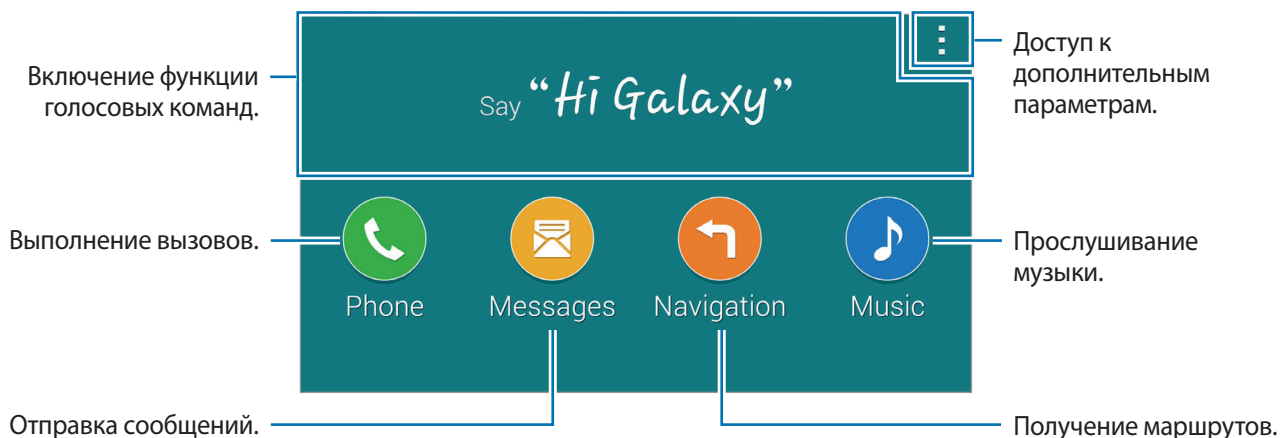 Включение функции
голосовых команд.
Say “Hi Galaxy”
Доступ к
дополнительным
параметрам.
Выполнение вызовов.
Phone
Messages
Navigation
Music
Прослушивание
музыки.
Отправка сообщений.
Получение маршрутов.